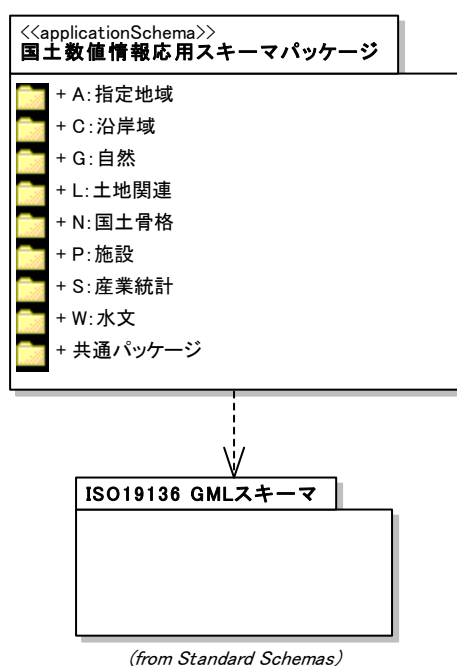 <<applicationSchema>>
国土数値情報応用スキーマパッケージ
+ A:指定地域
+ C:沿岸域
+ G:自然
+ L:土地関連
+ N:国土骨格
+ P:施設
+ S:産業統計
+ W:水文
+ 共通パッケージ
ISO19136 GMLスキーマ
(from Standard Schemas)